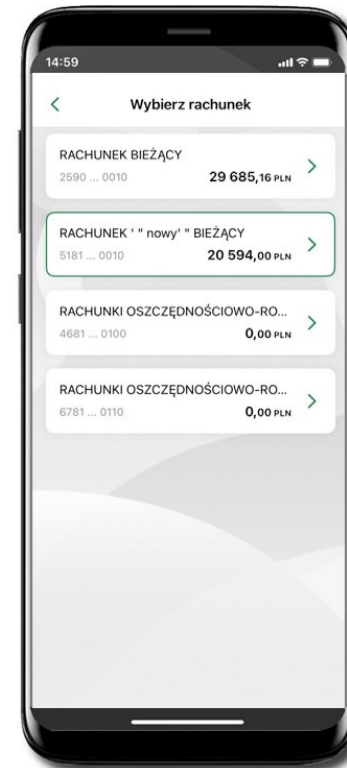 14:59
Wybierz rachunek
RACHUNEK BIEŻĄCY
2590 ... 0010 29 685,16 PLN
RACHUNEK ' " nowy' " BIEŻĄCY
5181 ... 0010 20 594,00 PLN
RACHUNKI OSZCZĘDNOŚCIOWO-RO...
4681 ... 0100 0,00 PLN
RACHUNKI OSZCZĘDNOŚCIOWO-RO...
6781 ... 0110 0,00 PLN